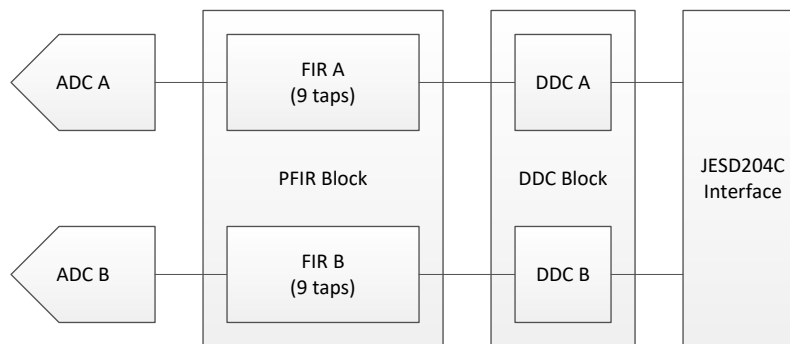 ADC A
FIR A
(9 taps)
DDC A
PFIR Block
DDC Block
JESD204C
Interface
ADC B
FIR B
(9 taps)
DDC B